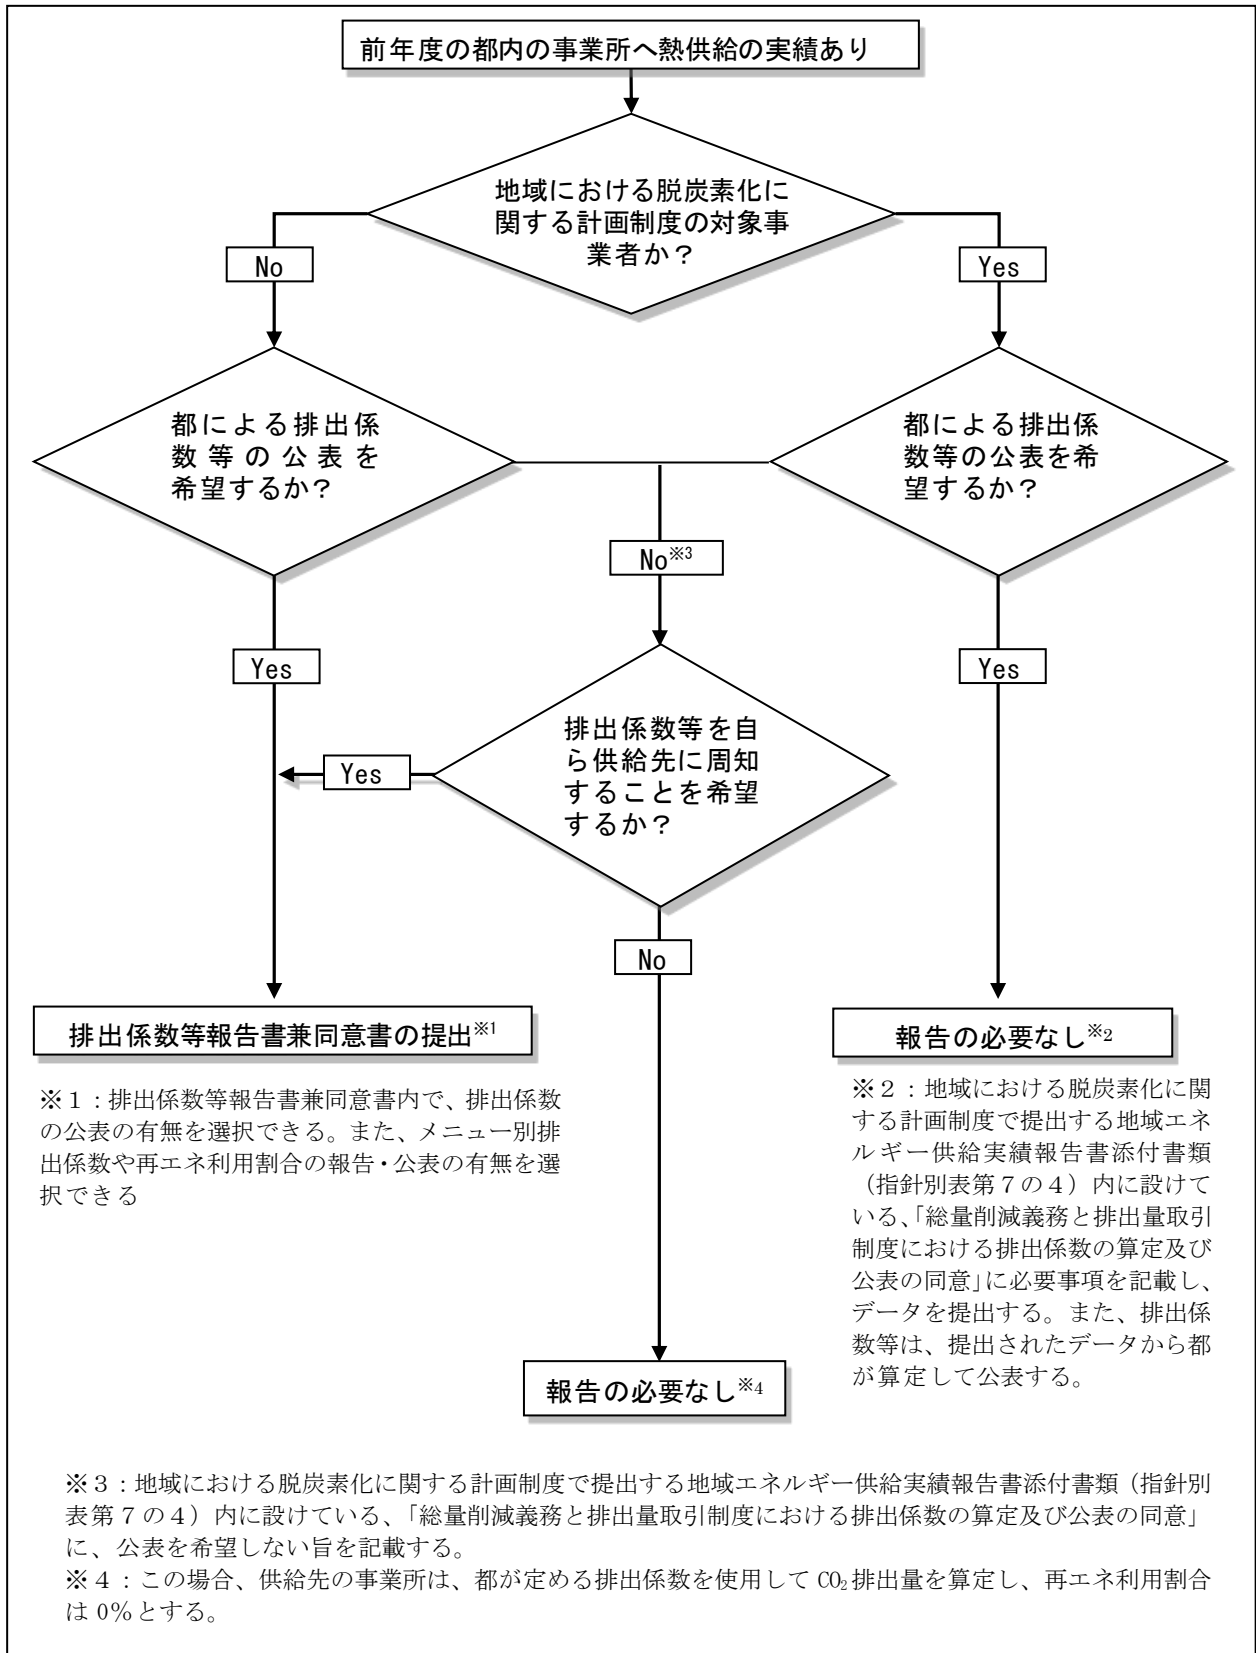 前年度の都内の事業所へ熱供給の実績あり
地域における脱炭素化に
関する計画制度の対象事
業者か？
No
Yes
都による排出係
数等の公表を
希望するか？
都による排出係
数等の公表を希
望するか？
No※3
Yes
Yes
排出係数等を自
ら供給先に周知
することを希望
するか？
Yes
No
排出係数等報告書兼同意書の提出※1
報告の必要なし※2
※１：排出係数等報告書兼同意書内で、排出係数
の公表の有無を選択できる。また、メニュー別排
出係数や再エネ利用割合の報告・公表の有無を選
択できる
※２：地域における脱炭素化に関
する計画制度で提出する地域エネ
ルギー供給実績報告書添付書類
（指針別表第７の４）内に設けて
いる、「総量削減義務と排出量取引
制度における排出係数の算定及び
公表の同意」に必要事項を記載し、
データを提出する。また、排出係
数等は、提出されたデータから都
が算定して公表する。
報告の必要なし※4
※３：地域における脱炭素化に関する計画制度で提出する地域エネルギー供給実績報告書添付書類（指針別
表第７の４）内に設けている、「総量削減義務と排出量取引制度における排出係数の算定及び公表の同意」
に、公表を希望しない旨を記載する。
※４：この場合、供給先の事業所は、都が定める排出係数を使用して CO₂排出量を算定し、再エネ利用割合
は 0％とする。